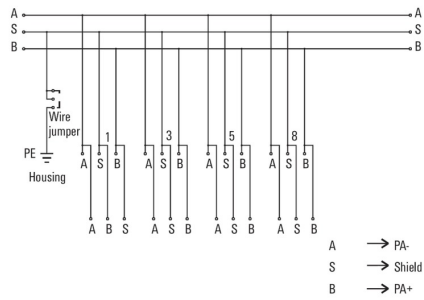 A A
S S
B B
Wire
jumper
PE
Housing
1 3 5 8
A S B A S B A S B A S B
A B S A S B A S B A S B
A → PA-
S → Shield
B → PA+